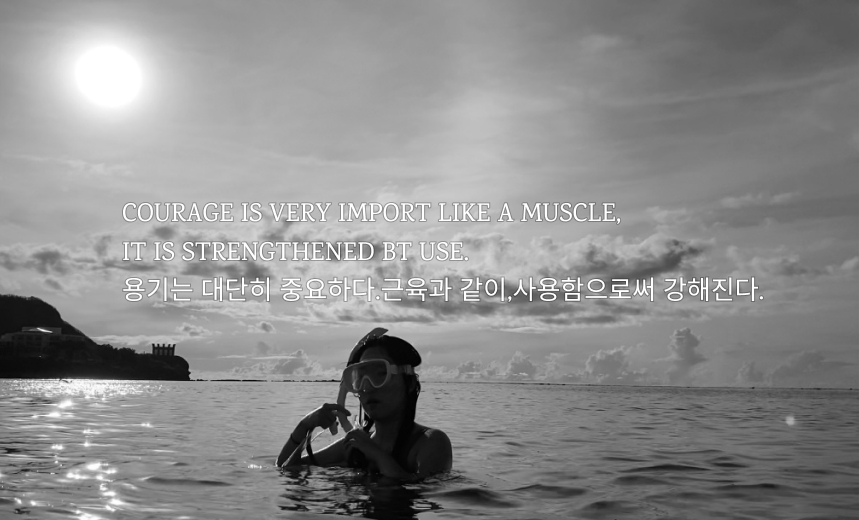 COURAGE IS VERY IMPORT LIKE A MUSCLE,
IT IS STRENGTHENED BT USE.
용기는 대단히 중요하다.근육과 같이,사용함으로써 강해진다.